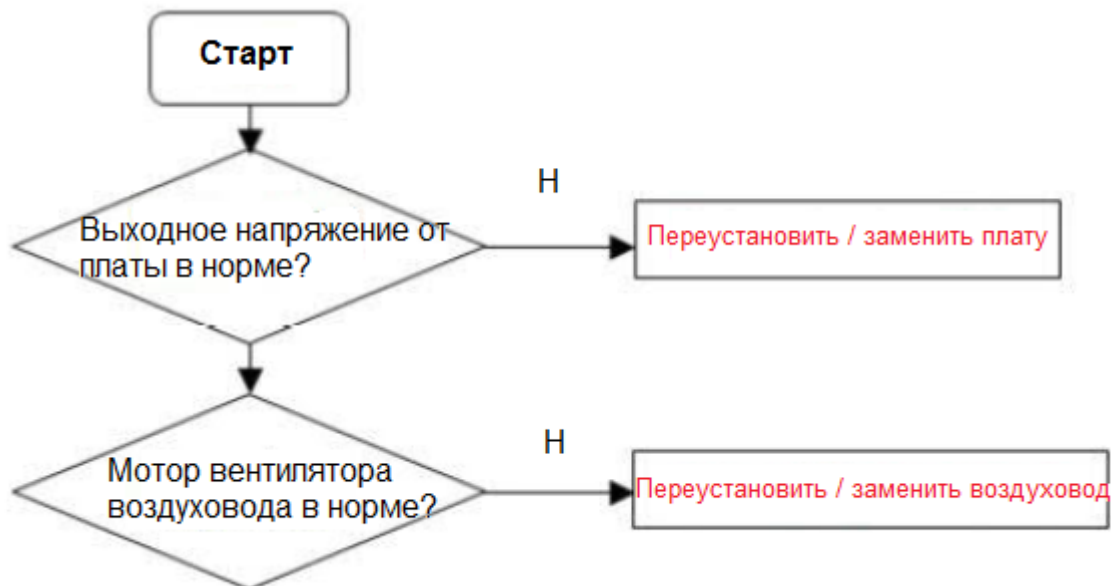 Старт
Н
Выходное напряжение от
платы в норме?
Переустановить / заменить плату
Н
Мотор вентилятора
воздуховода в норме?
Переустановить / заменить воздуховод